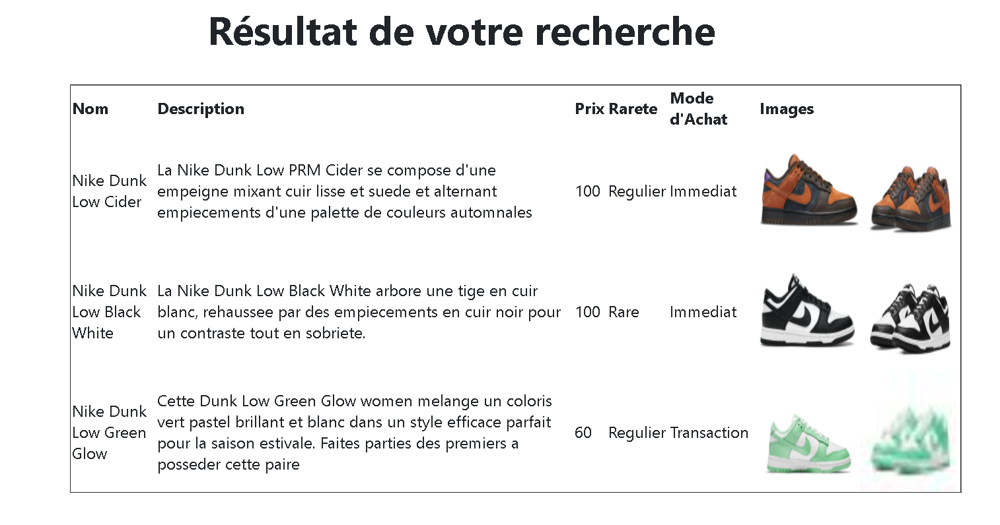 Résultat de votre recherche
Nom Description Prix Rarete Mode d'Achat Images
Nike Dunk
Low Cider
La Nike Dunk Low PRM Cider se compose d'une
empeigne mixant cuir lisse et suede et alternant
empiecements d'une palette de couleurs automnales
100 Regulier Immediat
Nike Dunk
Low Black
White
La Nike Dunk Low Black White arbore une tige en cuir
blanc, rehaussee par des empiecements en cuir noir pour
un contraste tout en sobriete.
100 Rare Immediat
Nike Dunk
Low Green
Glow
Cette Dunk Low Green Glow women melange un coloris
vert pastel brillant et blanc dans un style efficace parfait
pour la saison estivale. Faites parties des premiers a
posseder cette paire
60 Regulier Transaction